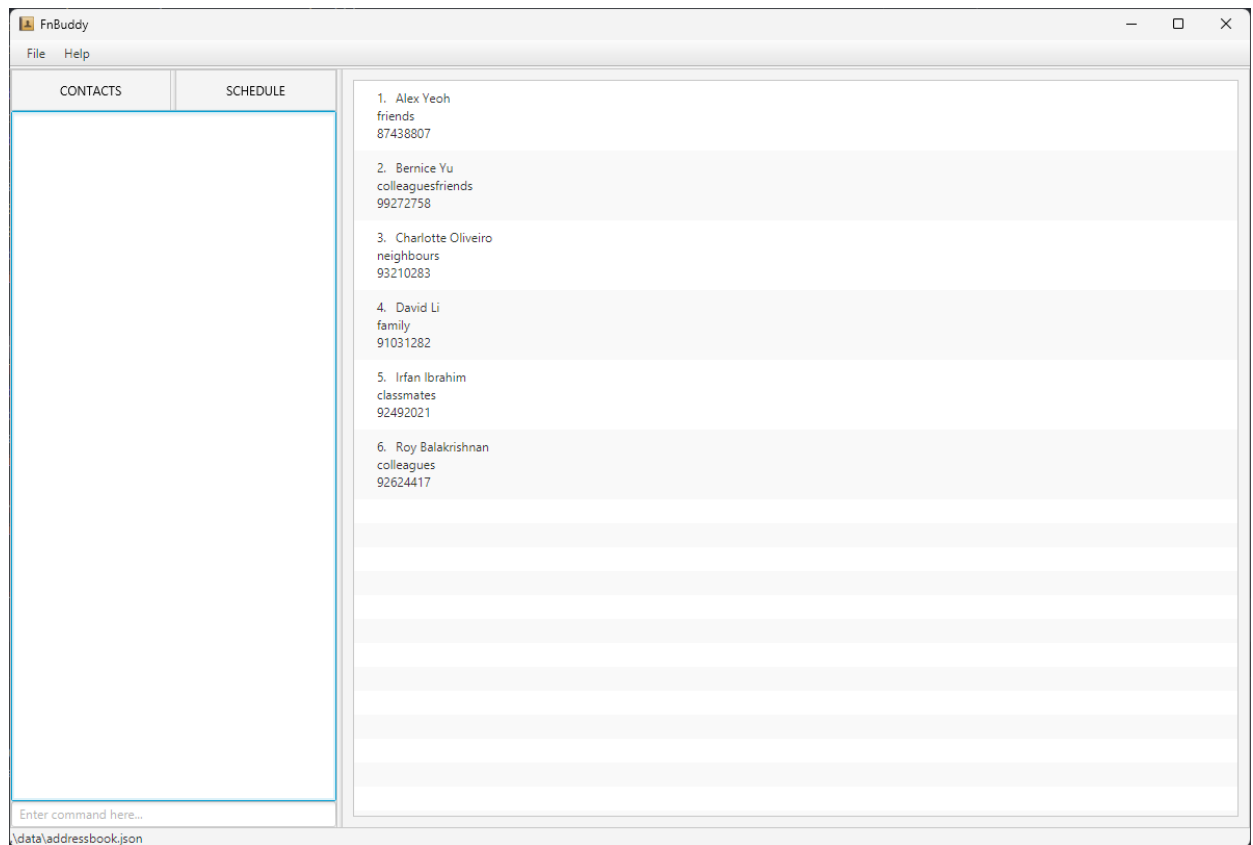 FnBuddy
File Help
CONTACTS SCHEDULE
1. Alex Yeoh
friends
87438807
2. Bernice Yu
colleaguesfriends
99272758
3. Charlotte Oliveiro
neighbours
93210283
4. David Li
family
91031282
5. Irfan Ibrahim
classmates
92492021
6. Roy Balakrishnan
colleagues
92624417
Enter command here...
.\data\addressbook.json